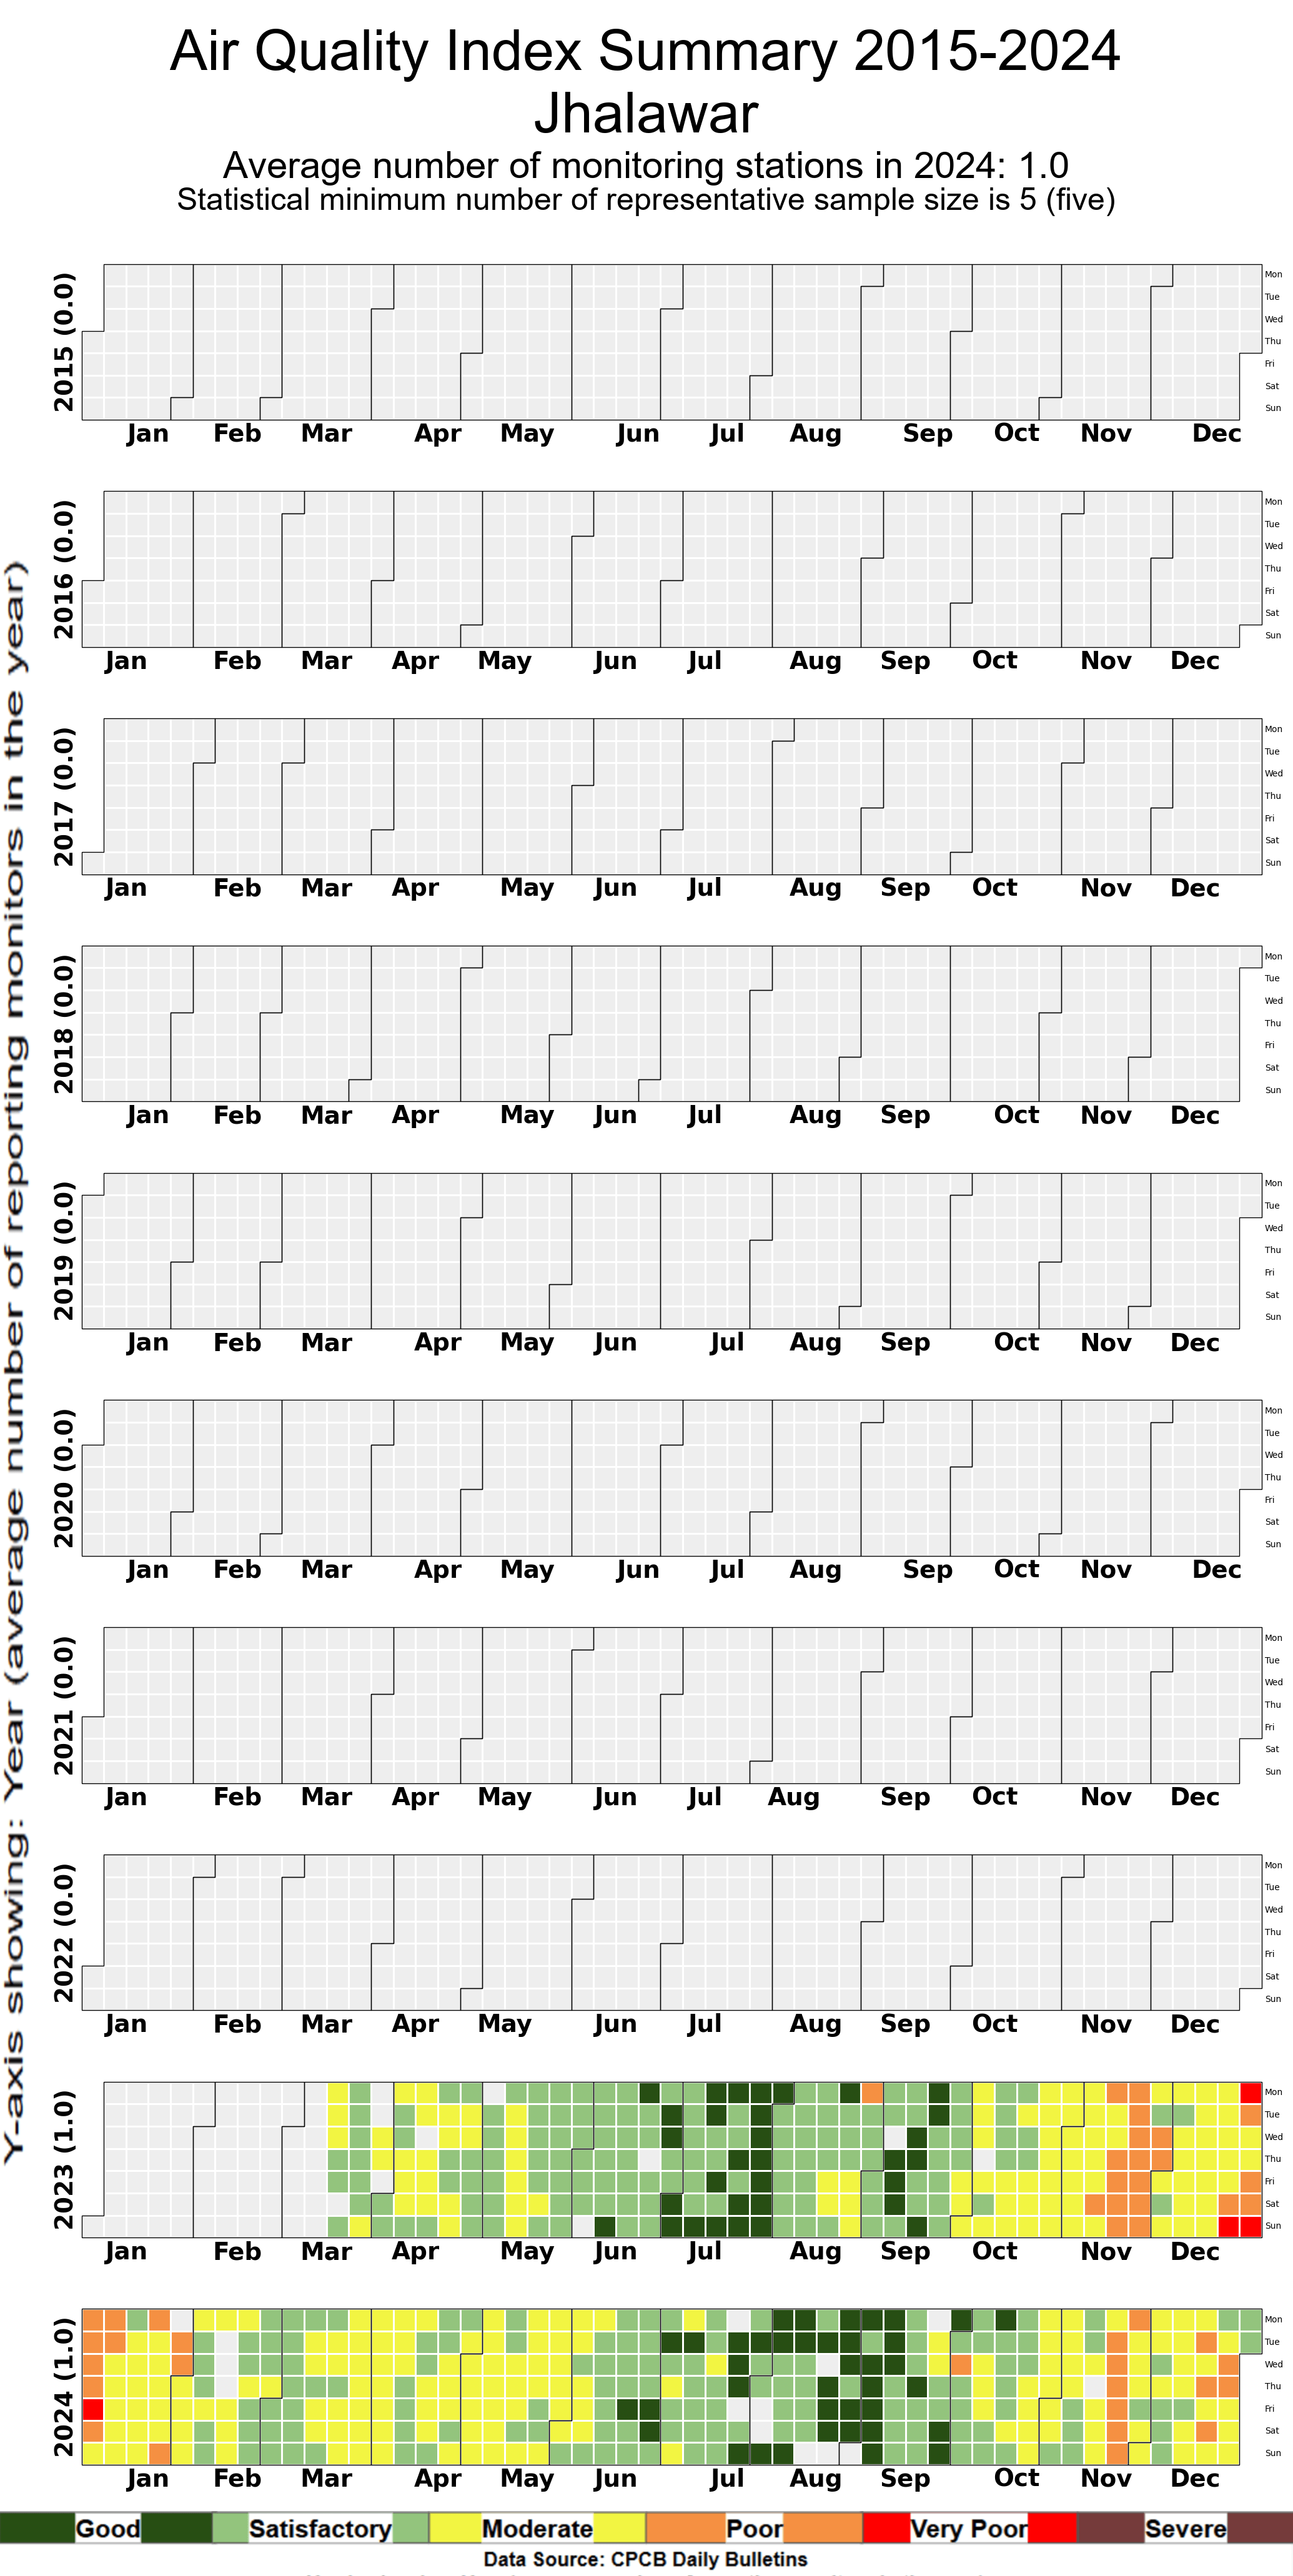 Air Quality Index Summary 2015-2024
Jhalawar
Average number of monitoring stations in 2024: 1.0
Statistical minimum number of representative sample size is 5 (five)
Y-axis showing: Year (average number of reporting monitors in the year)
2015 (0.0)
Mon
Tue
Wed
Thu
Fri
Sat
Sun
Jan Feb Mar Apr May Jun Jul Aug Sep Oct Nov Dec
2016 (0.0)
Mon
Tue
Wed
Thu
Fri
Sat
Sun
Jan Feb Mar Apr May Jun Jul Aug Sep Oct Nov Dec
2017 (0.0)
Mon
Tue
Wed
Thu
Fri
Sat
Sun
Jan Feb Mar Apr May Jun Jul Aug Sep Oct Nov Dec
2018 (0.0)
Mon
Tue
Wed
Thu
Fri
Sat
Sun
Jan Feb Mar Apr May Jun Jul Aug Sep Oct Nov Dec
2019 (0.0)
Mon
Tue
Wed
Thu
Fri
Sat
Sun
Jan Feb Mar Apr May Jun Jul Aug Sep Oct Nov Dec
2020 (0.0)
Mon
Tue
Wed
Thu
Fri
Sat
Sun
Jan Feb Mar Apr May Jun Jul Aug Sep Oct Nov Dec
2021 (0.0)
Mon
Tue
Wed
Thu
Fri
Sat
Sun
Jan Feb Mar Apr May Jun Jul Aug Sep Oct Nov Dec
2022 (0.0)
Mon
Tue
Wed
Thu
Fri
Sat
Sun
Jan Feb Mar Apr May Jun Jul Aug Sep Oct Nov Dec
2023 (1.0)
Mon
Tue
Wed
Thu
Fri
Sat
Sun
Jan Feb Mar Apr May Jun Jul Aug Sep Oct Nov Dec
2024 (1.0)
Mon
Tue
Wed
Thu
Fri
Sat
Sun
Jan Feb Mar Apr May Jun Jul Aug Sep Oct Nov Dec
Good Satisfactory Moderate Poor Very Poor Severe
Data Source: CPCB Daily Bulletins